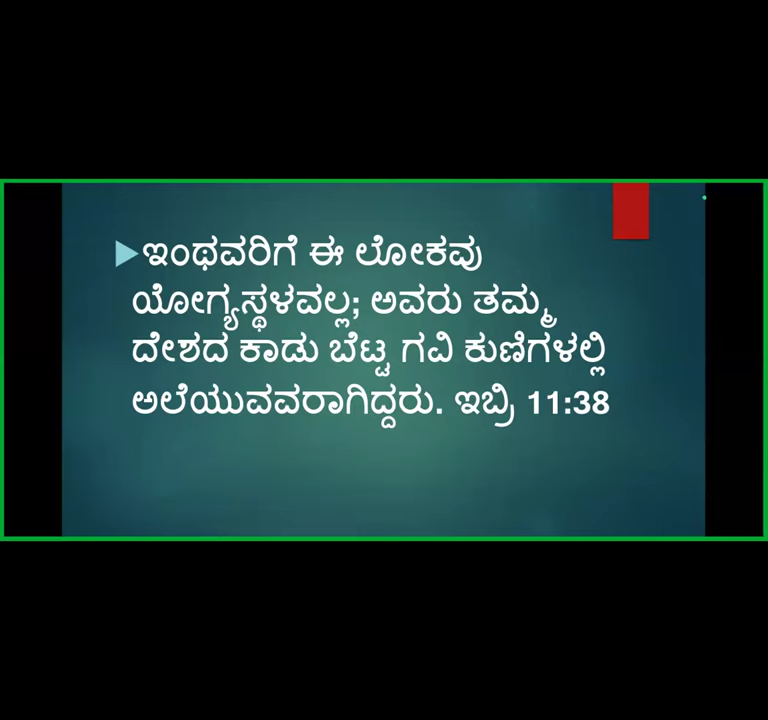 ಇಂಥವರಿಗೆ ಈ ಲೋಕವು
ಯೋಗ್ಯಸ್ಥಳವಲ್ಲ; ಅವರು ತಮ್ಮ
ದೇಶದ ಕಾಡು ಬೆಟ್ಟ ಗವಿ ಕುಣಿಗಳಲ್ಲಿ
ಅಲೆಯುವವರಾಗಿದ್ದರು. ಇಬ್ರಿ 11:38